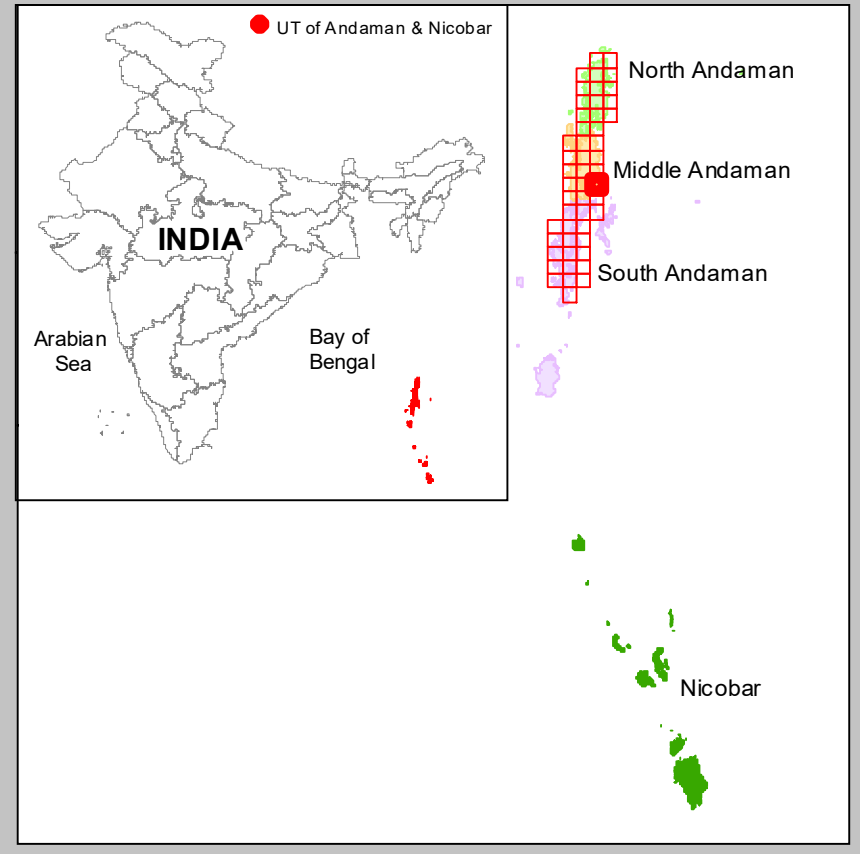 UT of Andaman & Nicobar
INDIA
Arabian
Sea
Bay of
Bengal
North Andaman
Middle Andaman
South Andaman
Nicobar